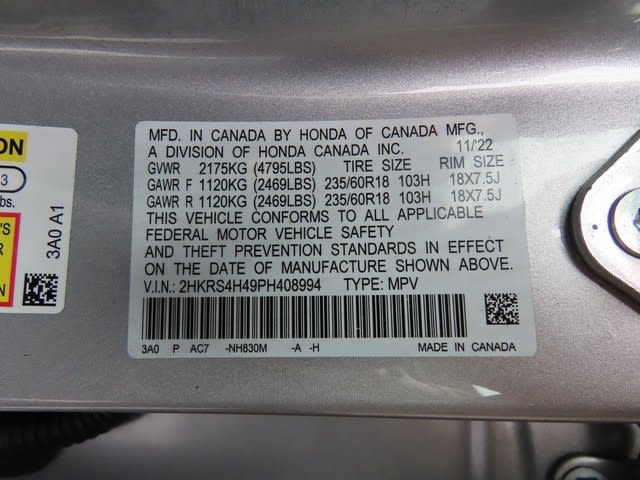 ON
3
bs.
'S
R
N
3A0 A1
MFD. IN CANADA BY HONDA OF CANADA MFG.,
A DIVISION OF HONDA CANADA INC. 11/'22
GVWR 2175KG (4795LBS) TIRE SIZE RIM SIZE
GAWR F 1120KG (2469LBS) 235/60R18 103H 18X7.5J
GAWR R 1120KG (2469LBS) 235/60R18 103H 18X7.5J
THIS VEHICLE CONFORMS TO ALL APPLICABLE
FEDERAL MOTOR VEHICLE SAFETY
AND THEFT PREVENTION STANDARDS IN EFFECT
ON THE DATE OF MANUFACTURE SHOWN ABOVE.
V.I.N.: 2HKRS4H49PH408994 TYPE: MPV
3A0 P AC7 -NH830M -A -H MADE IN CANADA